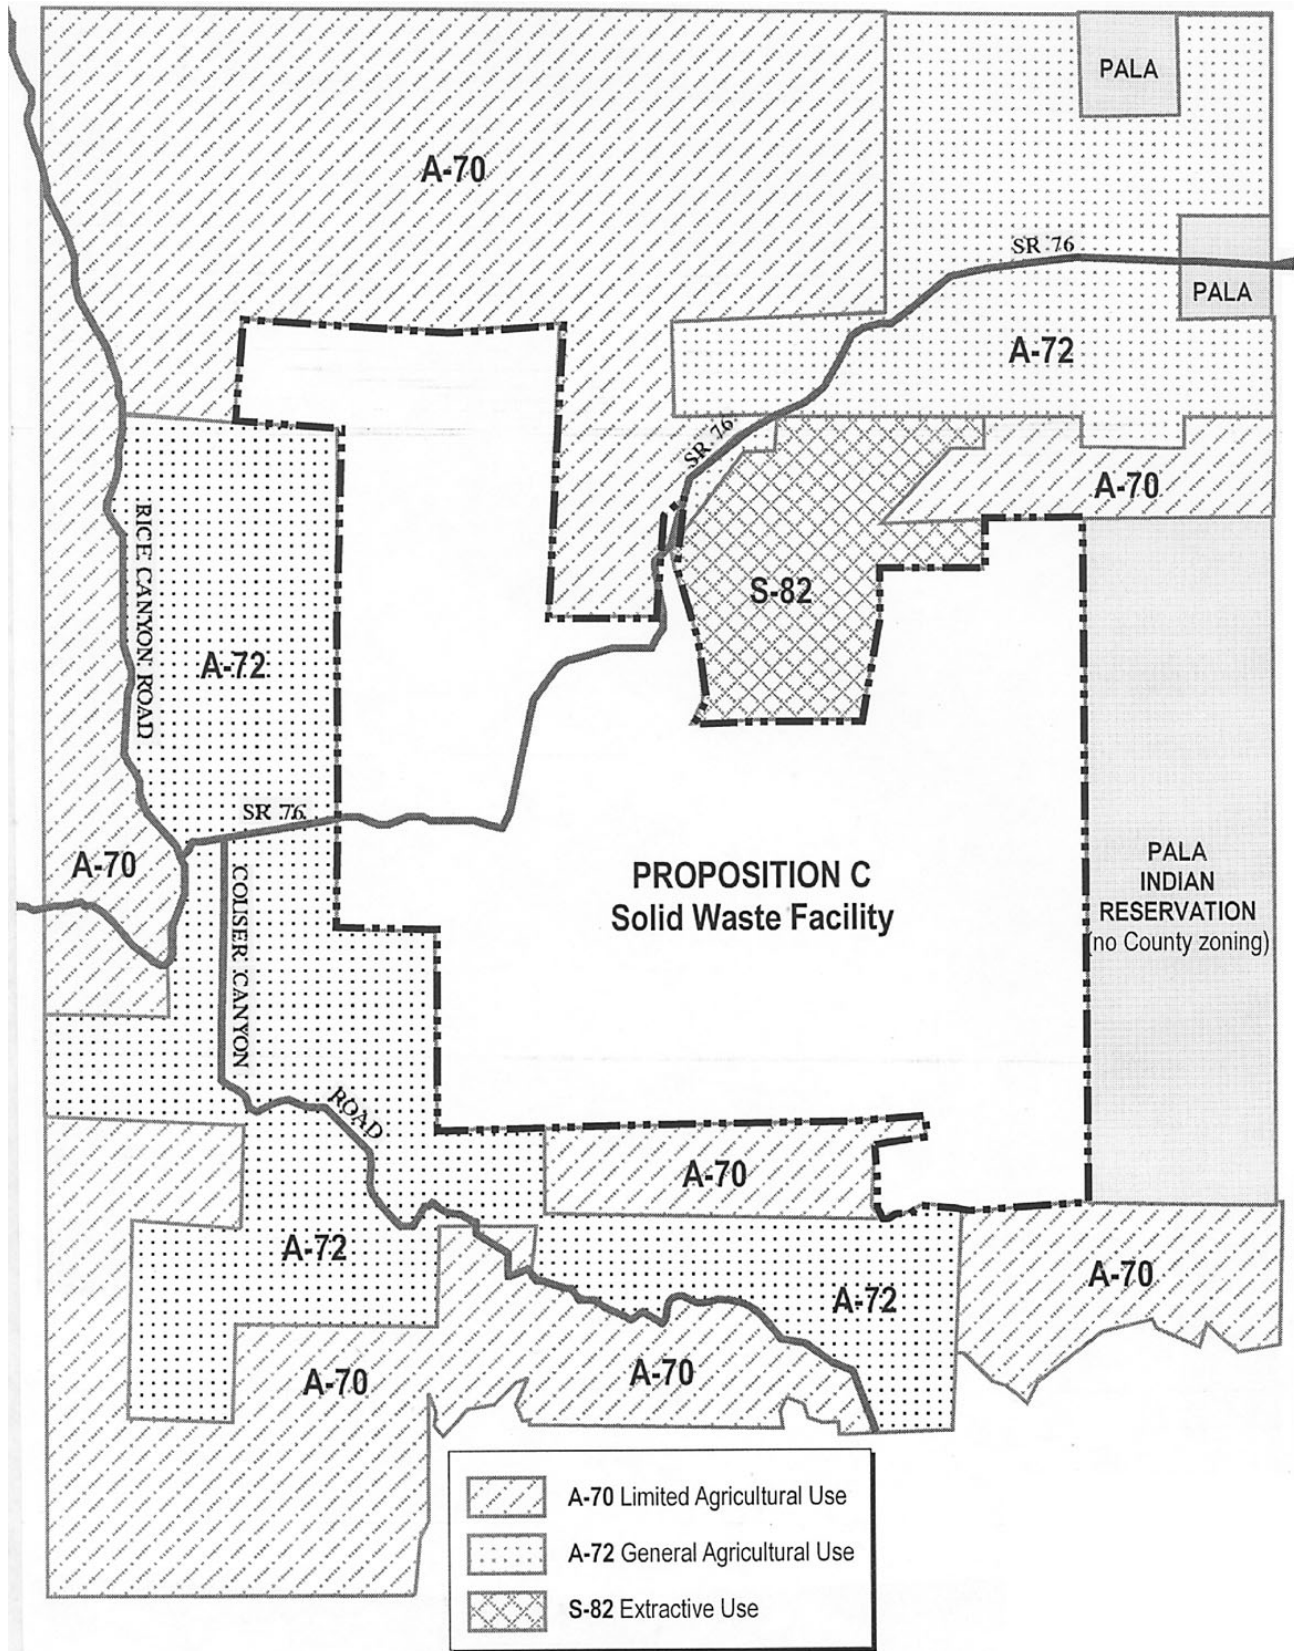 PALA
A-70
SR 76
PALA
A-72
SR 76
A-70
RICE CANYON ROAD
S-82
A-72
SR 76
A-70
COUSER CANYON
ROAD
PROPOSITION C
Solid Waste Facility
PALA
INDIAN
RESERVATION
(no County zoning)
A-70
A-72
A-70
A-72
A-70
A-70
A-70 Limited Agricultural Use
A-72 General Agricultural Use
S-82 Extractive Use